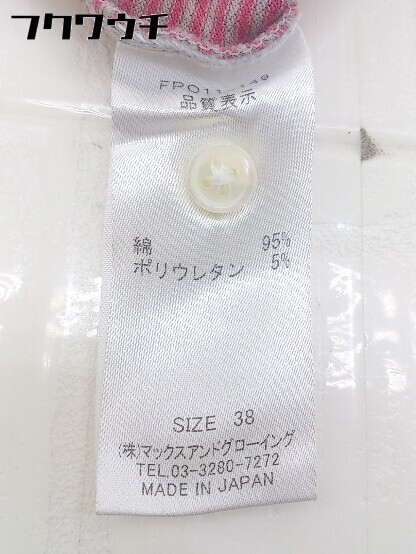 フクワウチ
品質表示
綿 95%
ポリウレタン 5%
SIZE 38
(株)マックスアンドグローイング
TEL.03-3280-7272
MADE IN JAPAN